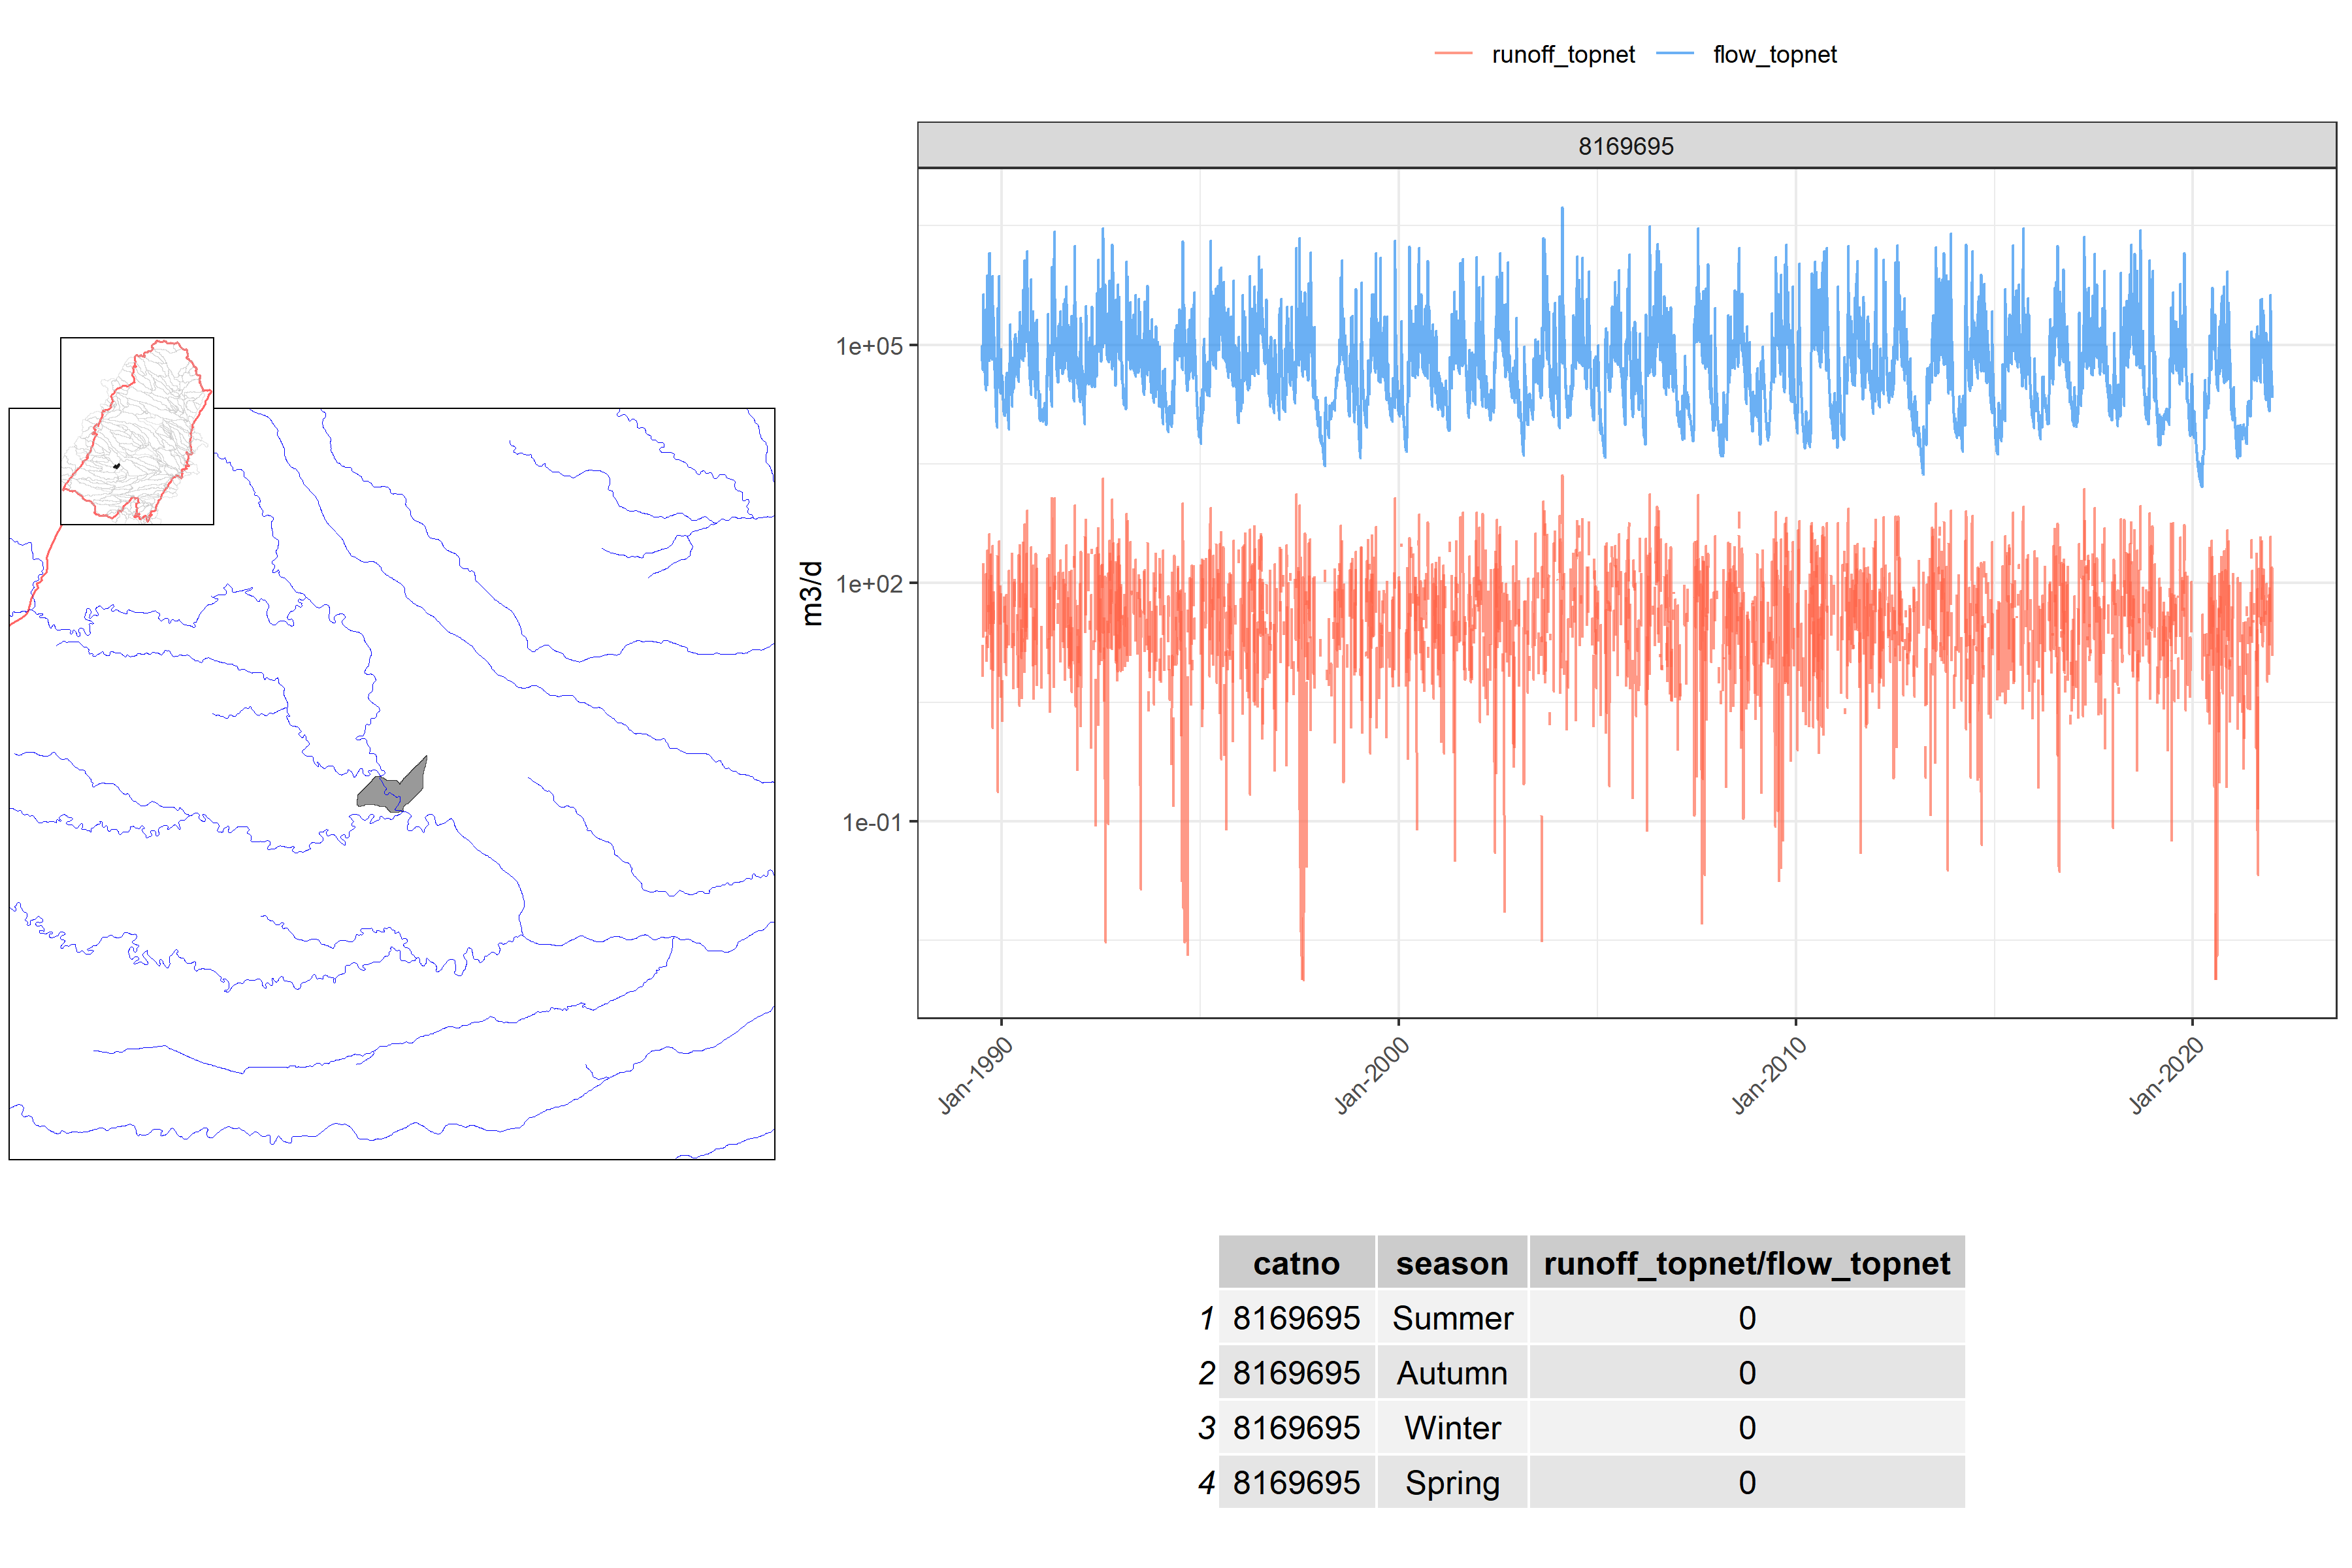 runoff_topnet flow_topnet
8169695
m3/d
1e+05
1e+02
1e-01
Jan-1990 Jan-2000 Jan-2010 Jan-2020
catno season runoff_topnet/flow_topnet
1 8169695 Summer 0
2 8169695 Autumn 0
3 8169695 Winter 0
4 8169695 Spring 0